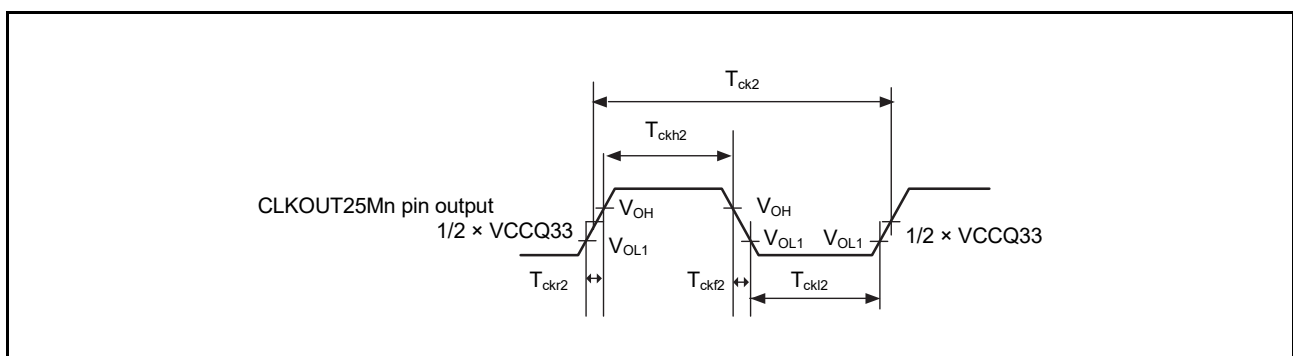 T_ck2
T_ckh2
CLKOUT25Mn pin output
V_OH
V_OH
1/2 × VCCQ33
V_OL1
V_OL1
V_OL1
1/2 × VCCQ33
T_ckr2
T_ckf2
T_ckl2